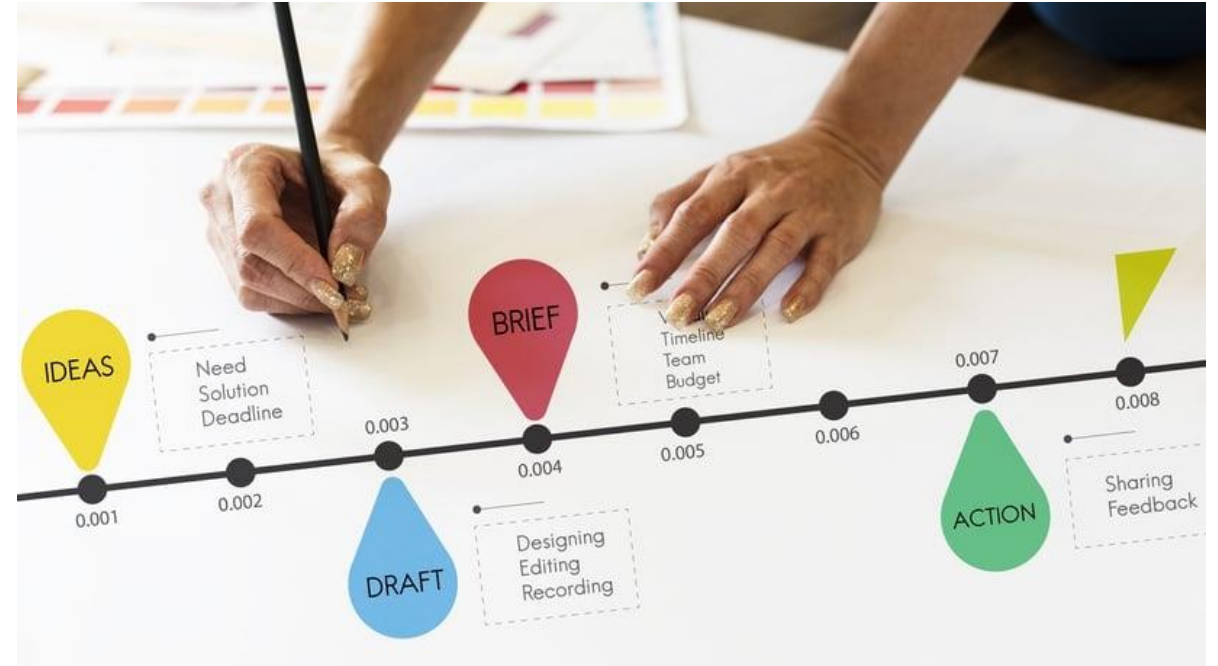 IDEAS
Need
Solution
Deadline
0.001
0.002
0.003
DRAFT
Designing
Editing
Recording
BRIEF
0.004
Timeline
Team
Budget
0.005
0.006
0.007
ACTION
Sharing
Feedback
0.008